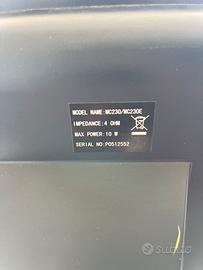 MODEL NAME: MC230/MC230E
IMPEDANCE: 4 OHM
MAX POWER: 10 W
SERIAL NO: P0512552
subito